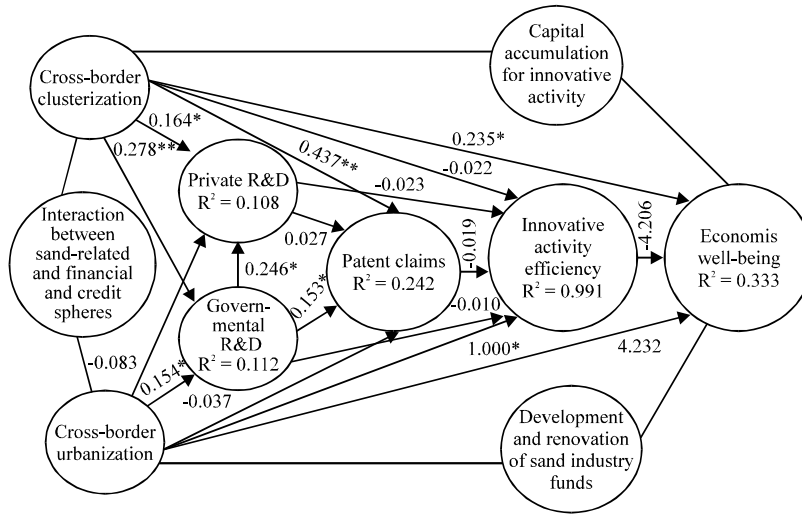 Capital
accumulation
for innovative
activity
Cross-border
clusterization
0.164*
0.278**
0.437**
0.235*
-0.022
-0.023
Private R&D
R² = 0.108
0.027
Interaction
between
sand-related
and financial
and credit
spheres
0.246*
Patent claims
R² = 0.242
-0.019
Innovative
activity
efficiency
R² = 0.991
-4.206
Economis
well-being
R² = 0.333
0.153*
Govern-
mental
R&D
R² = 0.112
-0.010
1.000*
4.232
-0.083
0.154*
-0.037
Cross-border
urbanization
Development
and renovation
of sand industry
funds